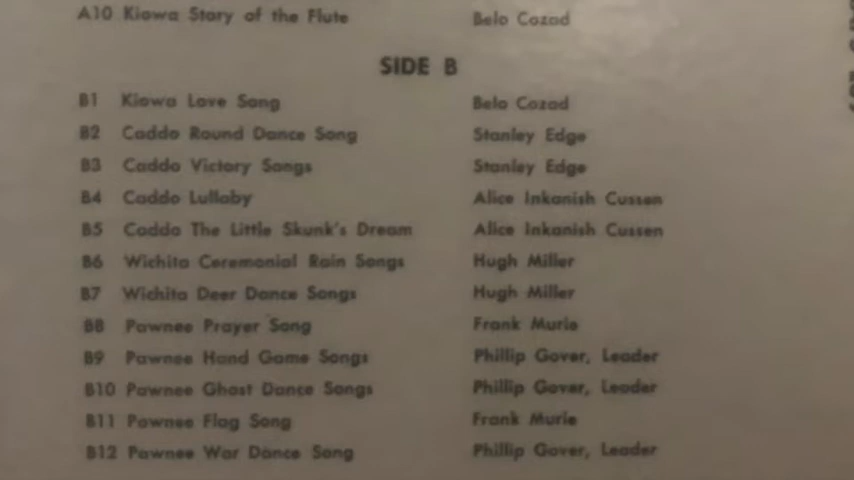 A10 Kiowa Story of the Flute Belo Cozad
SIDE B
B1 Kiowa Love Song Belo Cozad
B2 Caddo Round Dance Song Stanley Edge
B3 Caddo Victory Songs Stanley Edge
B4 Caddo Lullaby Alice Inkanish Cussen
B5 Caddo The Little Skunk's Dream Alice Inkanish Cussen
B6 Wichita Ceremonial Rain Songs Hugh Miller
B7 Wichita Deer Dance Songs Hugh Miller
B8 Pawnee Prayer Song Frank Murie
B9 Pawnee Hand Game Songs Phillip Gover, Leader
B10 Pawnee Ghost Dance Songs Phillip Gover, Leader
B11 Pawnee Flag Song Frank Murie
B12 Pawnee War Dance Song Phillip Gover, Leader